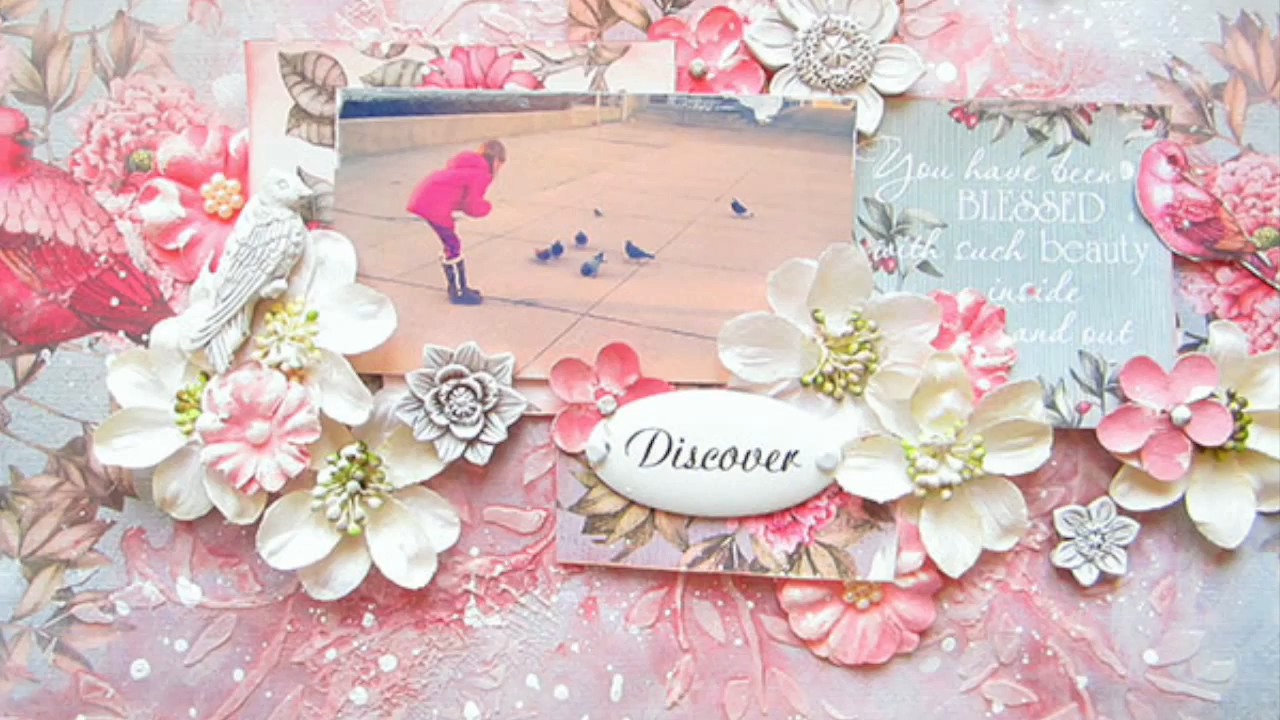 You have been
BLESSED
with such beauty
inside
and out
Discover